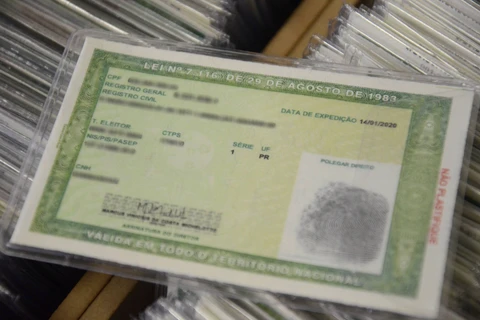 LEI Nº 7.116 DE 29 DE AGOSTO DE 1983
CPF
REGISTRO GERAL
REGISTRO CIVIL
DATA DE EXPEDIÇÃO 14/01/2020
T. ELEITOR CTPS SÉRIE UF
1 PR
NIS/PIS/PASEP
POLEGAR DIREITO
CNH
ASSINATURA DO DIRETOR
VÁLIDA EM TODO O TERRITÓRIO NACIONAL
NÃO PLASTIFIQUE